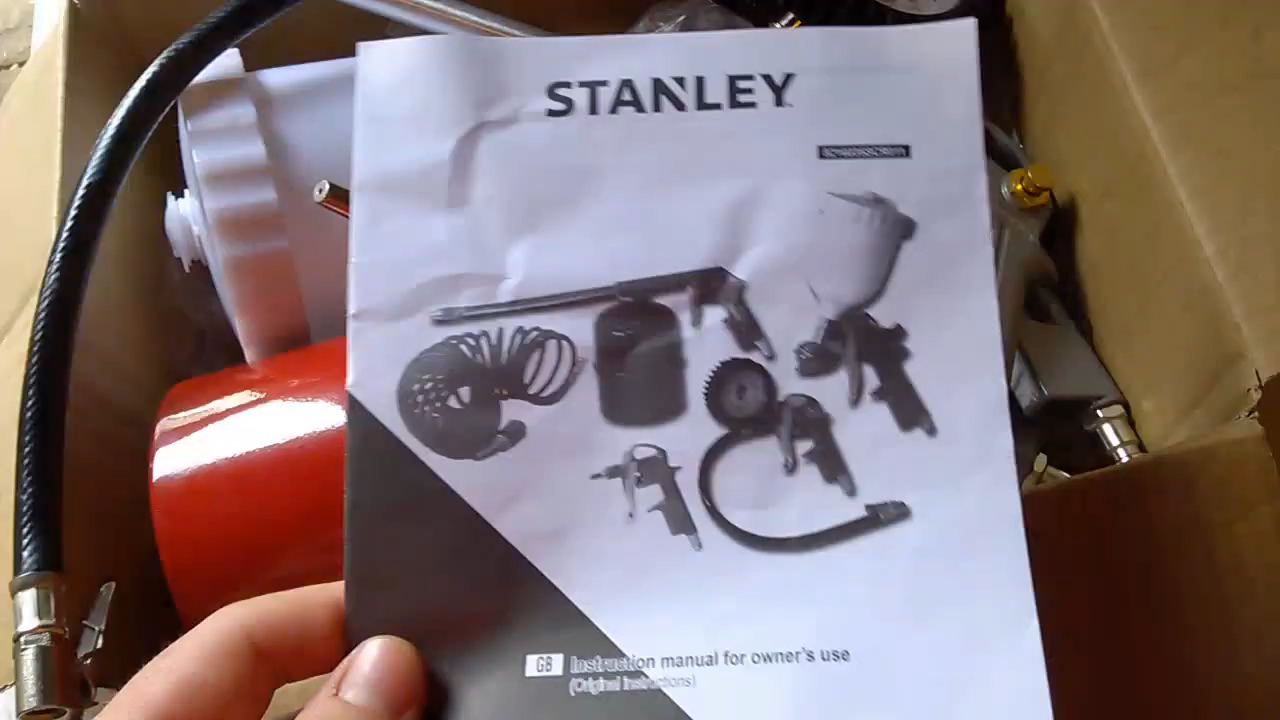 STANLEY
GB Instruction manual for owner's use
(Original Instructions)